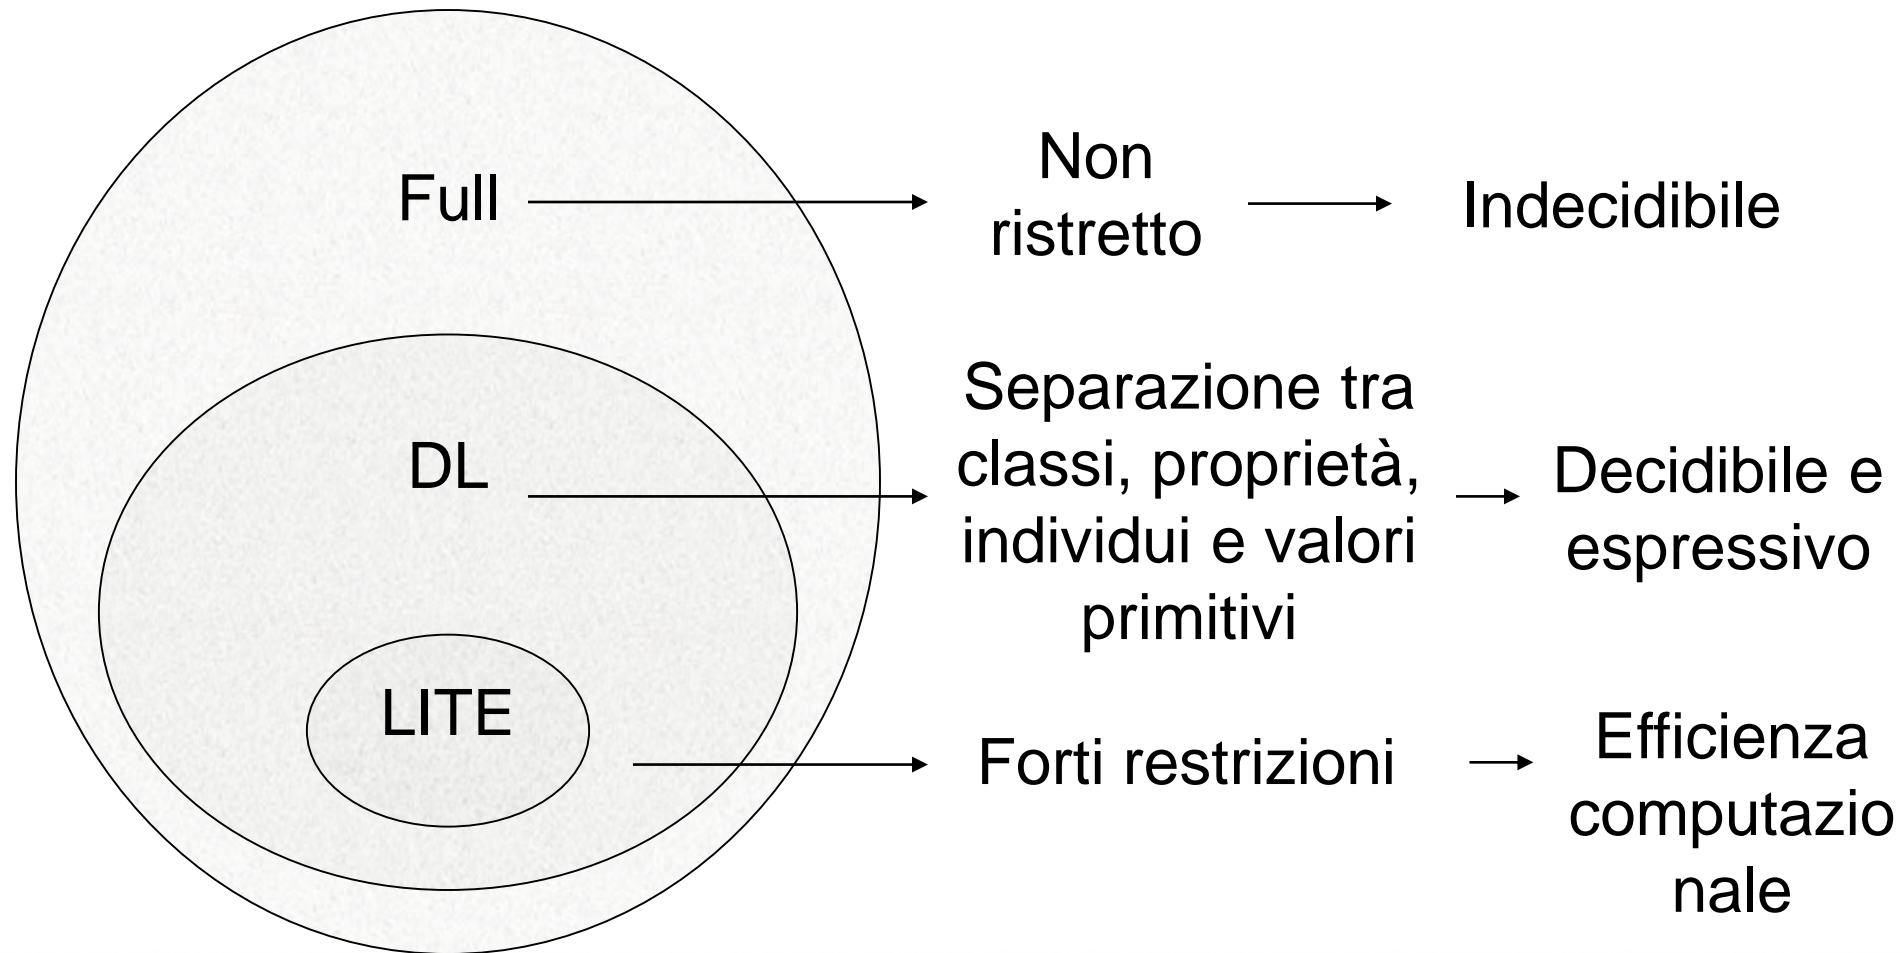 Full
Non
ristretto
Indecidibile
DL
Separazione tra
classi, proprietà,
individui e valori
primitivi
Decidibile e
espressivo
LITE
Forti restrizioni
Efficienza
computazio
nale